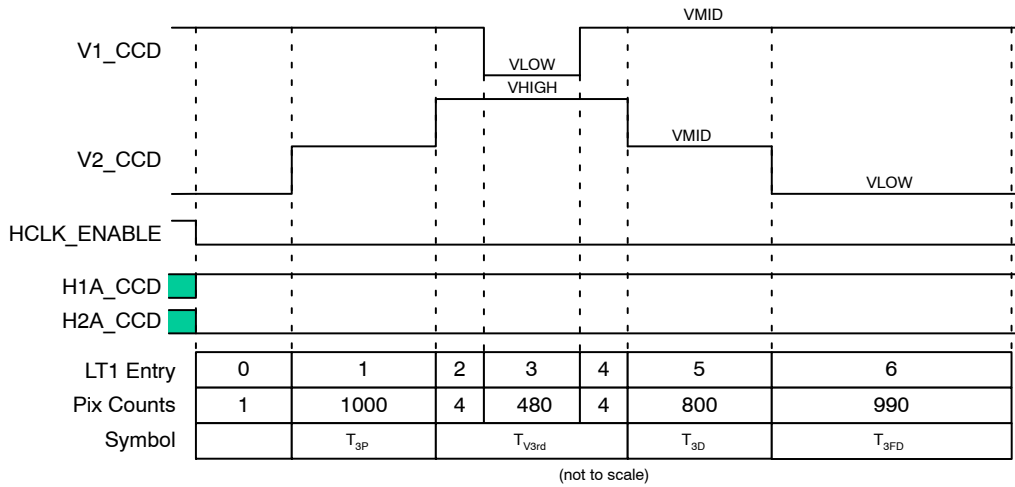 VMID
V1_CCD
VLOW
VHIGH
VMID
V2_CCD
VLOW
HCLK_ENABLE
H1A_CCD
H2A_CCD
LT1 Entry 0 1 2 3 4 5 6
Pix Counts 1 1000 4 480 4 800 990
Symbol T3P TV3rd T3D T3FD
(not to scale)